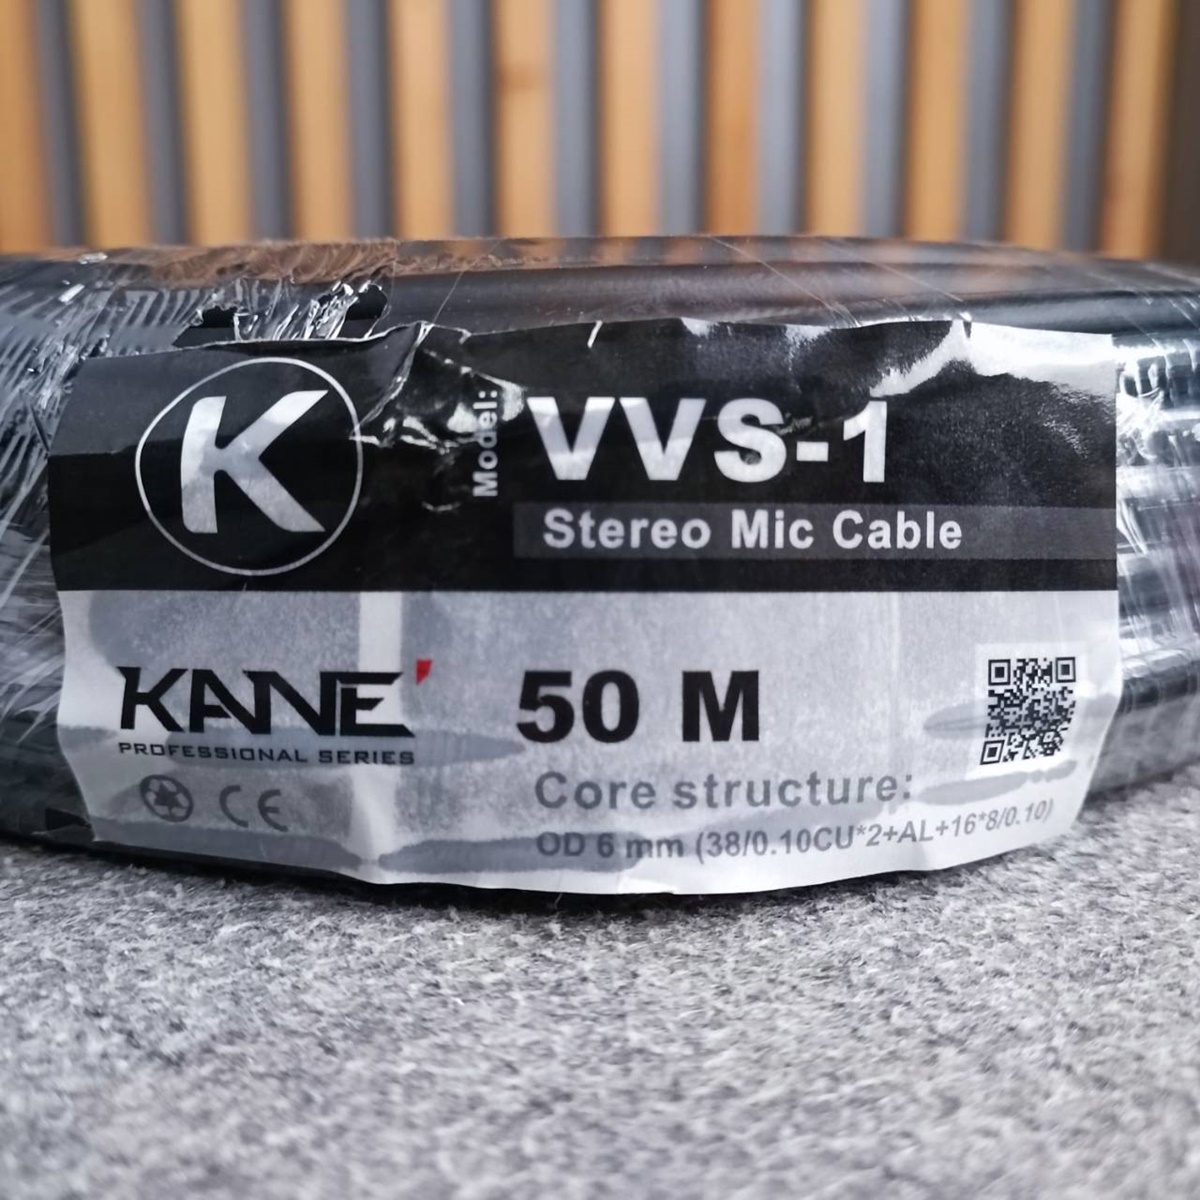 K
Model: VVS-1
Stereo Mic Cable
KANE'
PROFESSIONAL SERIES
CE
50 M
Core structure:
OD 6 mm (38/0.10CU*2+AL+16*8/0.10)